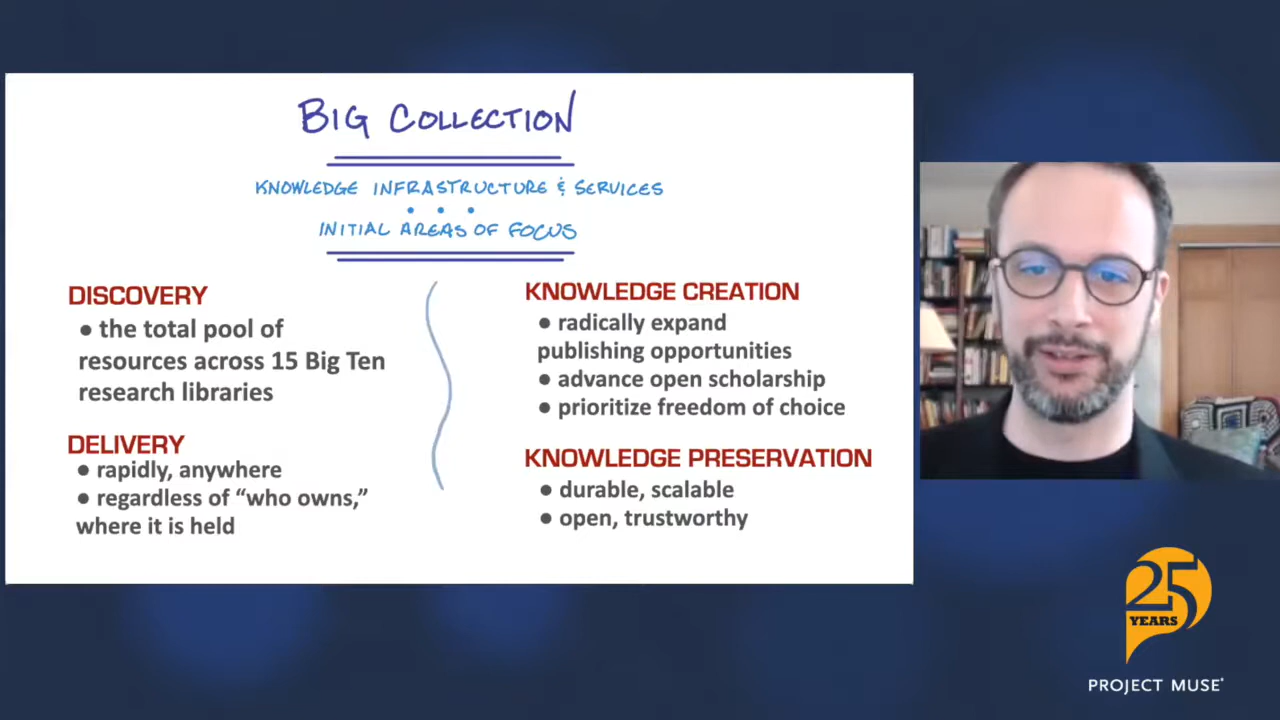 BIG COLLECTION
KNOWLEDGE INFRASTRUCTURE & SERVICES
INITIAL AREAS OF FOCUS
DISCOVERY
● the total pool of
resources across 15 Big Ten
research libraries
DELIVERY
● rapidly, anywhere
● regardless of “who owns,”
where it is held
KNOWLEDGE CREATION
● radically expand
publishing opportunities
● advance open scholarship
● prioritize freedom of choice
KNOWLEDGE PRESERVATION
● durable, scalable
● open, trustworthy
25
YEARS
PROJECT MUSE